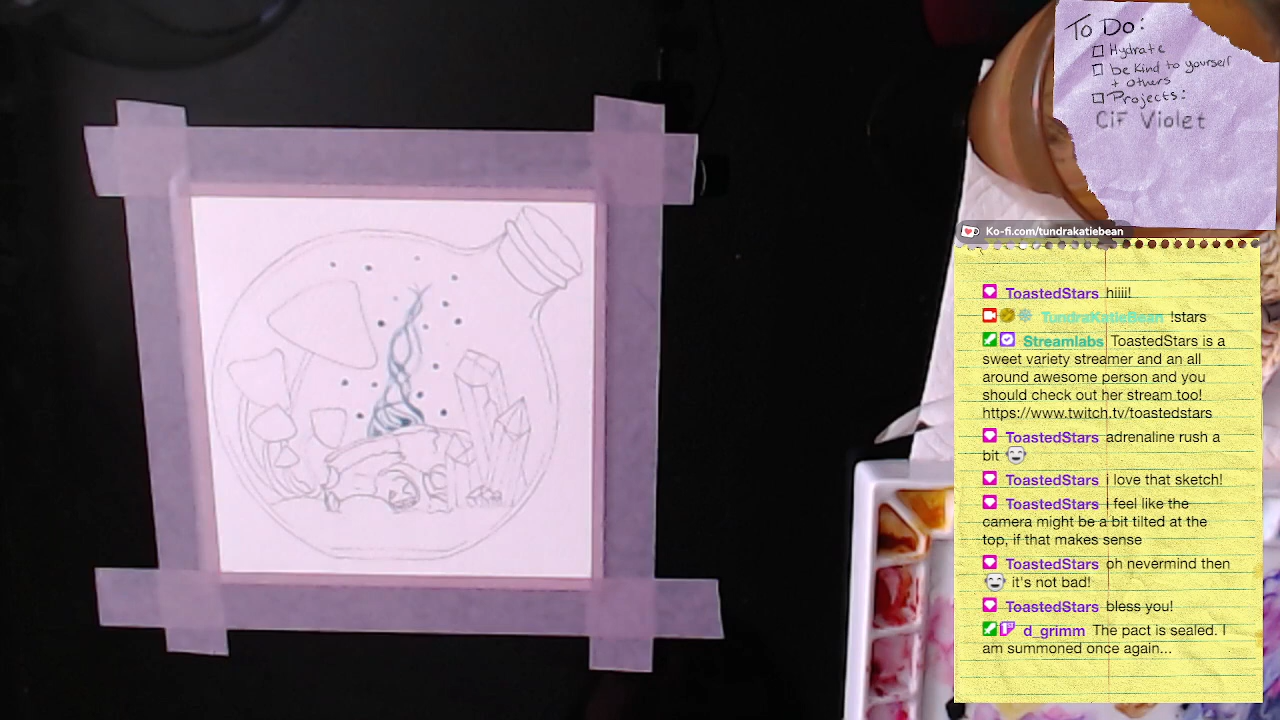 To Do:
Hydrate
be kind to yourself
+ others
Projects:
Cif Violet
Ko-fi.com/tundrakatiebean
ToastedStars hiiii!
TundraKatieBean !stars
Streamlabs ToastedStars is a
sweet variety streamer and an all
around awesome person and you
should check out her stream too!
https://www.twitch.tv/toastedstars
ToastedStars adrenaline rush a
bit
ToastedStars i love that sketch!
ToastedStars i feel like the
camera might be a bit tilted at the
top, if that makes sense
ToastedStars oh nevermind then
it's not bad!
ToastedStars bless you!
d_grimm The pact is sealed. I
am summoned once again...